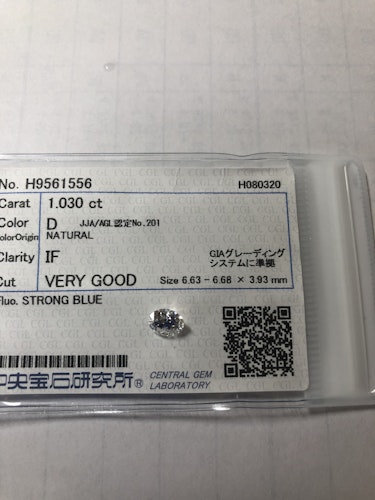 No. H9561556 H080320
Carat 1.030 ct
Color D JJA/AGL認定No.201
ColorOrigin NATURAL
Clarity IF GIAグレーディング
システムに準拠
Cut VERY GOOD Size 6.63 - 6.68 × 3.93 mm
Fluo. STRONG BLUE
中央宝石研究所® CENTRAL GEM
LABORATORY